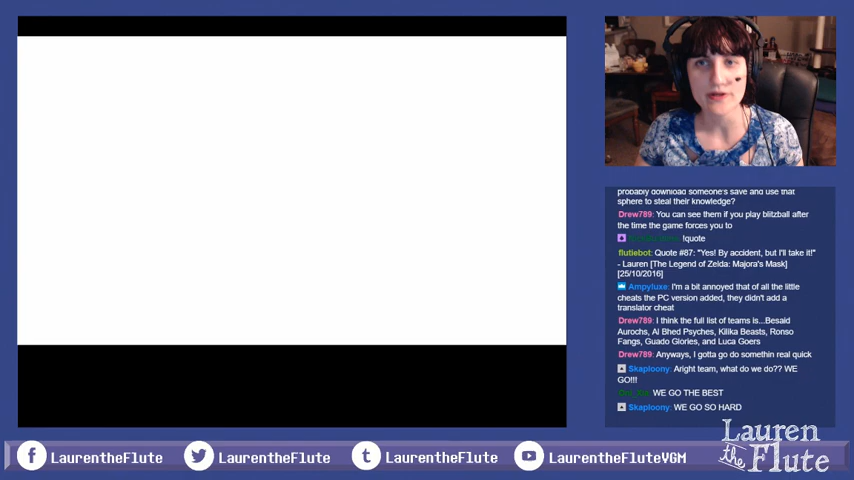 probably download someone's save and use that
sphere to steal their knowledge?
Drew789: You can see them if you play blitzball after
the time the game forces you to
!quote
flutiebot: Quote #87: "Yes! By accident, but I'll take it!"
- Lauren [The Legend of Zelda: Majora's Mask]
[25/10/2016]
Ampyluxe: I'm a bit annoyed that of all the little
cheats the PC version added, they didn't add a
translator cheat
Drew789: I think the full list of teams is...Besaid
Aurochs, Al Bhed Psyches, Kilika Beasts, Ronso
Fangs, Guado Glories, and Luca Goers
Drew789: Anyways, I gotta go do somethin real quick
Skaploony: Aright team, what do we do?? WE
GO!!!
WE GO THE BEST
Skaploony: WE GO SO HARD
Lauren
the Flute
LaurentheFlute
LaurentheFlute
LaurentheFlute
LaurentheFluteVGM